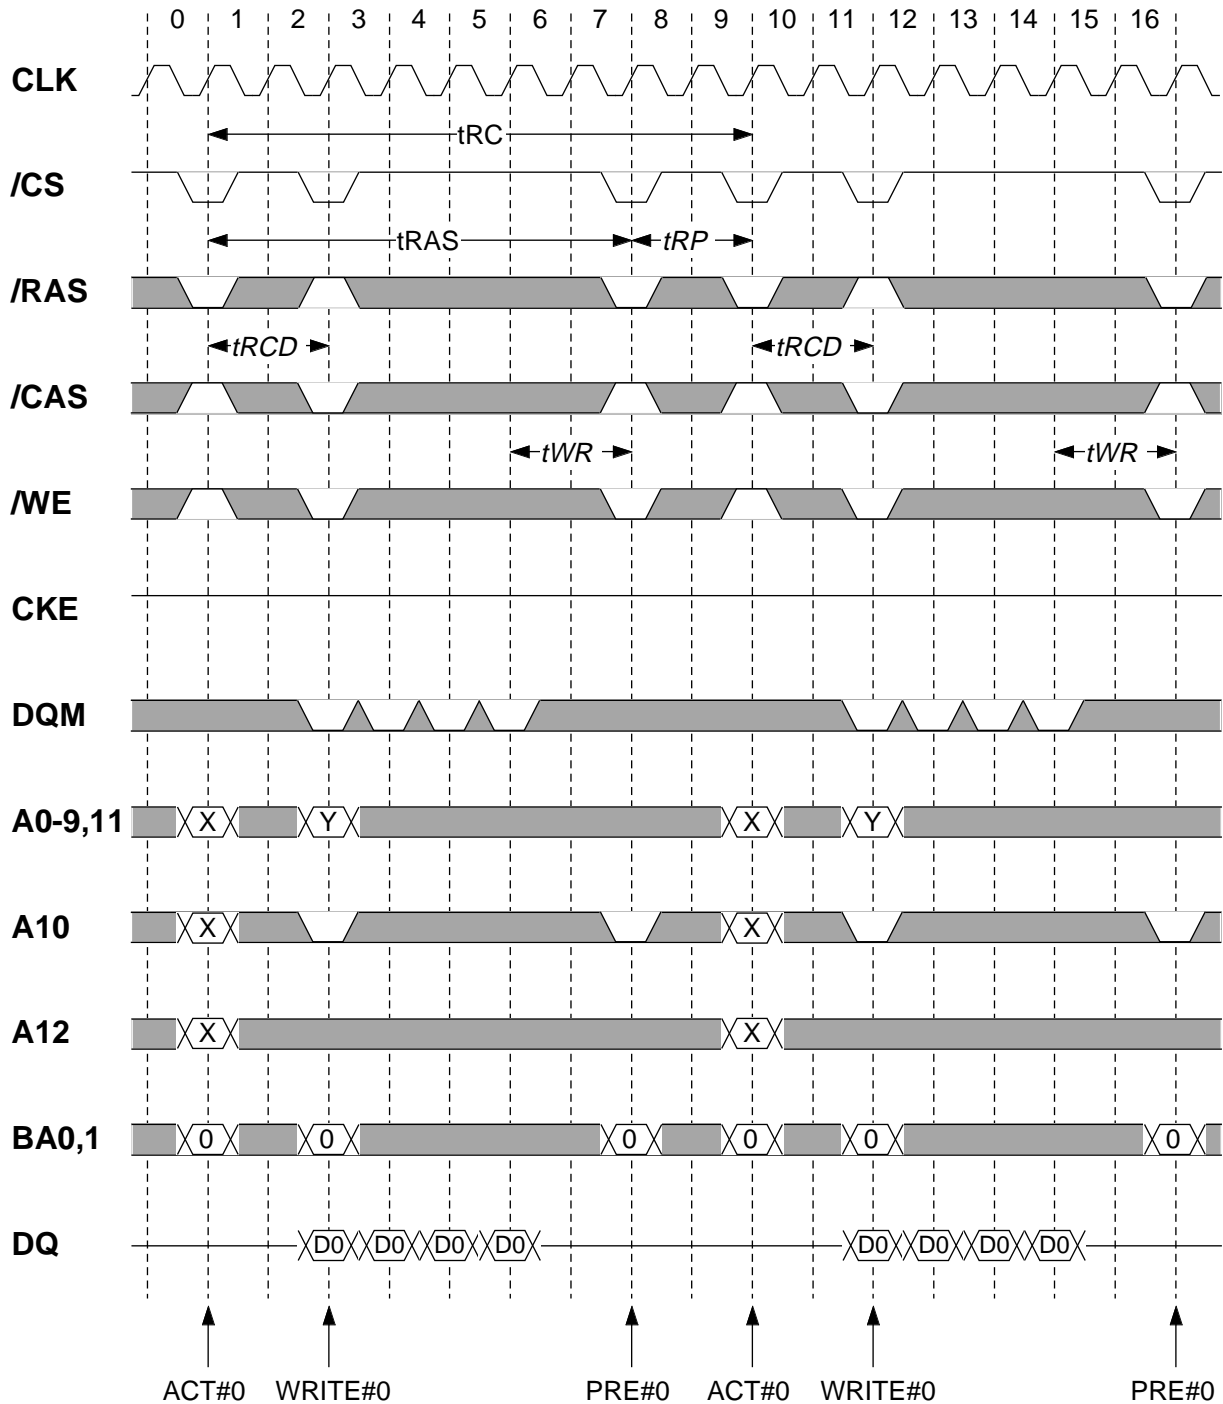 0 1 2 3 4 5 6 7 8 9 10 11 12 13 14 15 16
CLK
tRC
/CS
tRAS tRP
/RAS
tRCD tRCD
/CAS
tWR tWR
/WE
CKE
DQM
A0-9,11 X Y X Y
A10 X X
A12 X X
BA0,1 0 0 0 0 0 0
DQ D0 D0 D0 D0 D0 D0 D0 D0
ACT#0 WRITE#0 PRE#0 ACT#0 WRITE#0 PRE#0